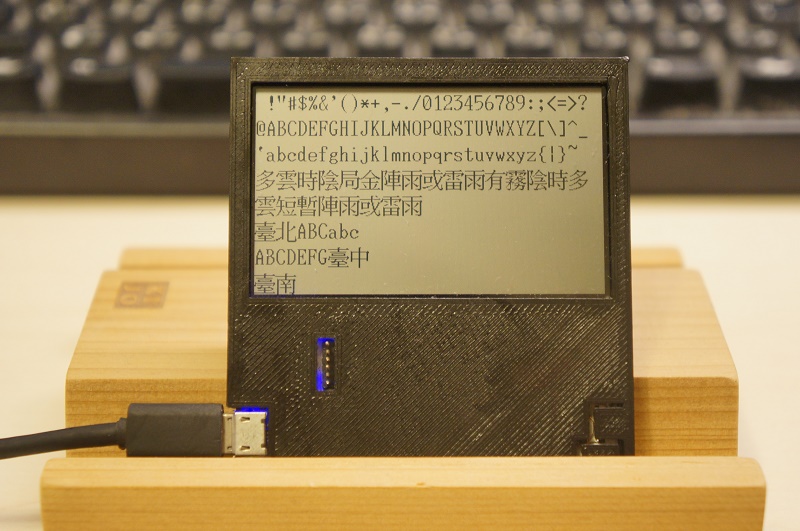 !"#$%&'()*+,-./0123456789:;<=>?
@ABCDEFGHIJKLMNOPQRSTUVWXYZ[\]^_
`abcdefghijklmnopqrstuvwxyz{|}~
多雲時陰局金陣雨或雷雨有霧陰時多
雲短暫陣雨或雷雨
臺北ABCabc
ABCDEFG臺中
臺南